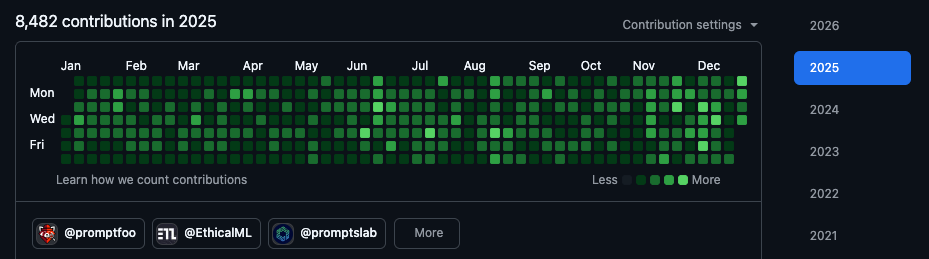 8,482 contributions in 2025
Contribution settings
Jan Feb Mar Apr May Jun Jul Aug Sep Oct Nov Dec
Mon
Wed
Fri
Learn how we count contributions
Less More
@promptfoo @EthicalML @promptslab More
2026
2025
2024
2023
2022
2021